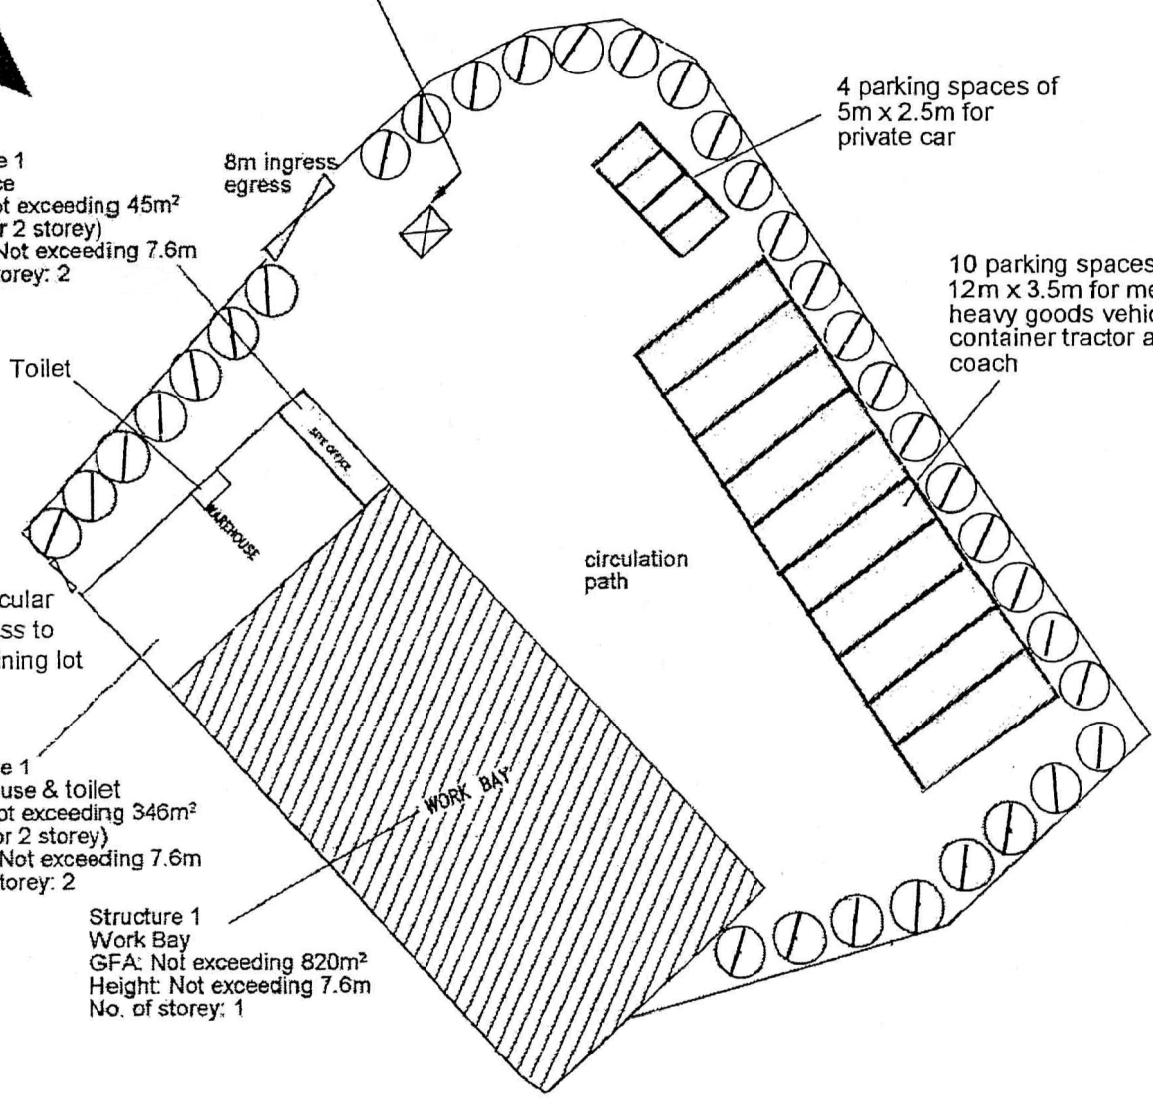 4 parking spaces of
5m x 2.5m for
private car
8m ingress
egress
e 1
ce
ot exceeding 45m²
r 2 storey)
Not exceeding 7.6m
torey: 2
10 parking spaces
12m x 3.5m for me
heavy goods vehic
container tractor a
coach
Toilet
SITE OFFICE
WAREHOUSE
circulation
path
cular
ss to
ning lot
e 1
use & toilet
ot exceeding 346m²
or 2 storey)
Not exceeding 7.6m
torey: 2
WORK BAY
Structure 1
Work Bay
GFA: Not exceeding 820m²
Height: Not exceeding 7.6m
No. of storey: 1